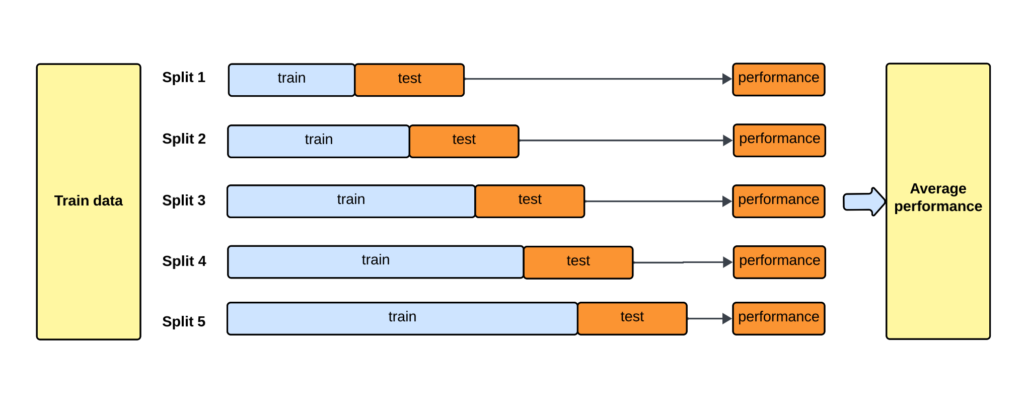 Train data
Split 1 train test performance
Split 2 train test performance
Split 3 train test performance
Split 4 train test performance
Split 5 train test performance
Average
performance